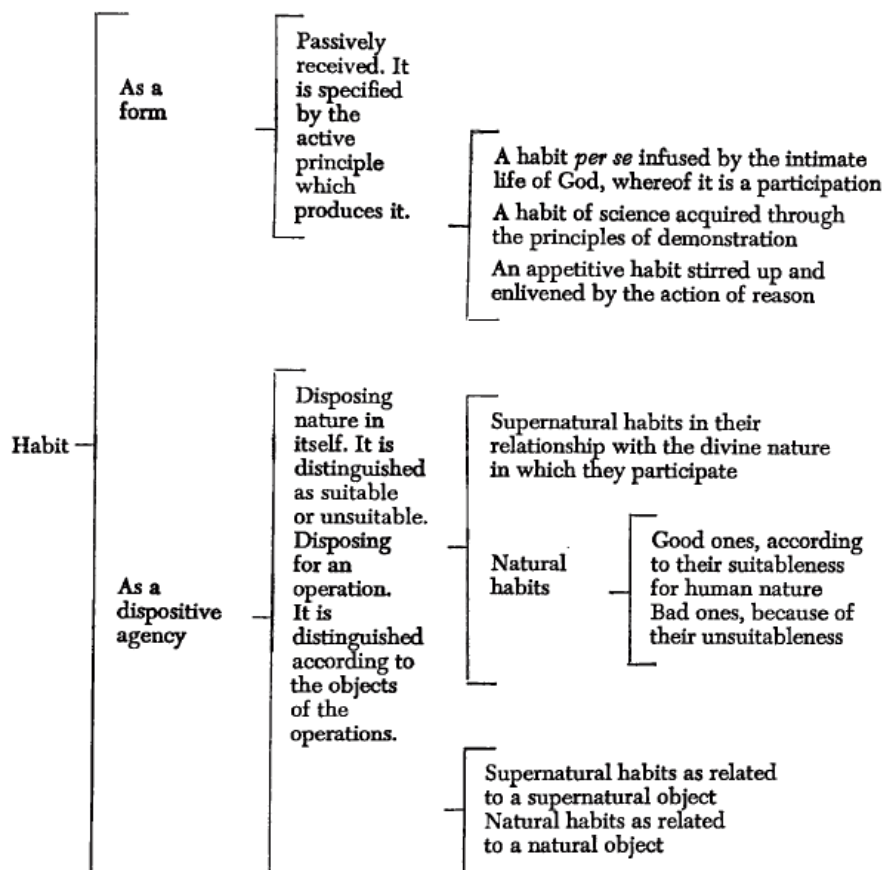 Habit
As a
form
Passively
received. It
is specified
by the
active
principle
which
produces it.
A habit per se infused by the intimate
life of God, whereof it is a participation
A habit of science acquired through
the principles of demonstration
An appetitive habit stirred up and
enlivened by the action of reason
As a
dispositive
agency
Disposing
nature in
itself. It is
distinguished
as suitable
or unsuitable.
Disposing
for an
operation.
It is
distinguished
according to
the objects
of the
operations.
Supernatural habits in their
relationship with the divine nature
in which they participate
Natural
habits
Good ones, according
to their suitableness
for human nature
Bad ones, because of
their unsuitableness
Supernatural habits as related
to a supernatural object
Natural habits as related
to a natural object